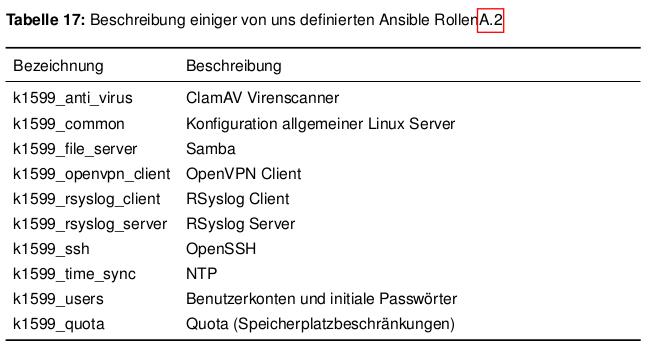 Tabelle 17: Beschreibung einiger von uns definierten Ansible Rollen A.2
Bezeichnung Beschreibung
k1599_anti_virus ClamAV Virenscanner
k1599_common Konfiguration allgemeiner Linux Server
k1599_file_server Samba
k1599_openvpn_client OpenVPN Client
k1599_rsyslog_client RSyslog Client
k1599_rsyslog_server RSyslog Server
k1599_ssh OpenSSH
k1599_time_sync NTP
k1599_users Benutzerkonten und initiale Passwörter
k1599_quota Quota (Speicherplatzbeschränkungen)